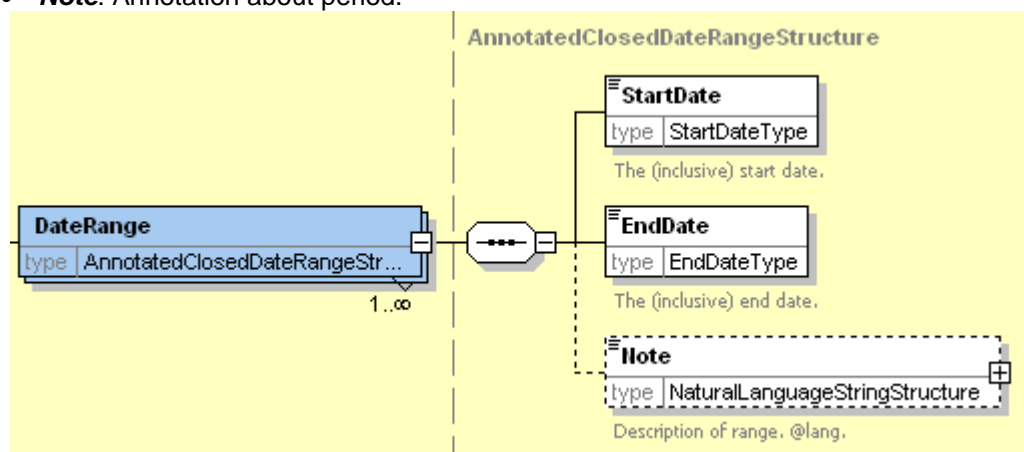 • Note: Annotation about period.
AnnotatedClosedDateRangeStructure
StartDate
type StartDateType
The (inclusive) start date.
DateRange
type AnnotatedClosedDateRangeStr...
1..∞
EndDate
type EndDateType
The (inclusive) end date.
Note
type NaturalLanguageStringStructure
Description of range. @lang.